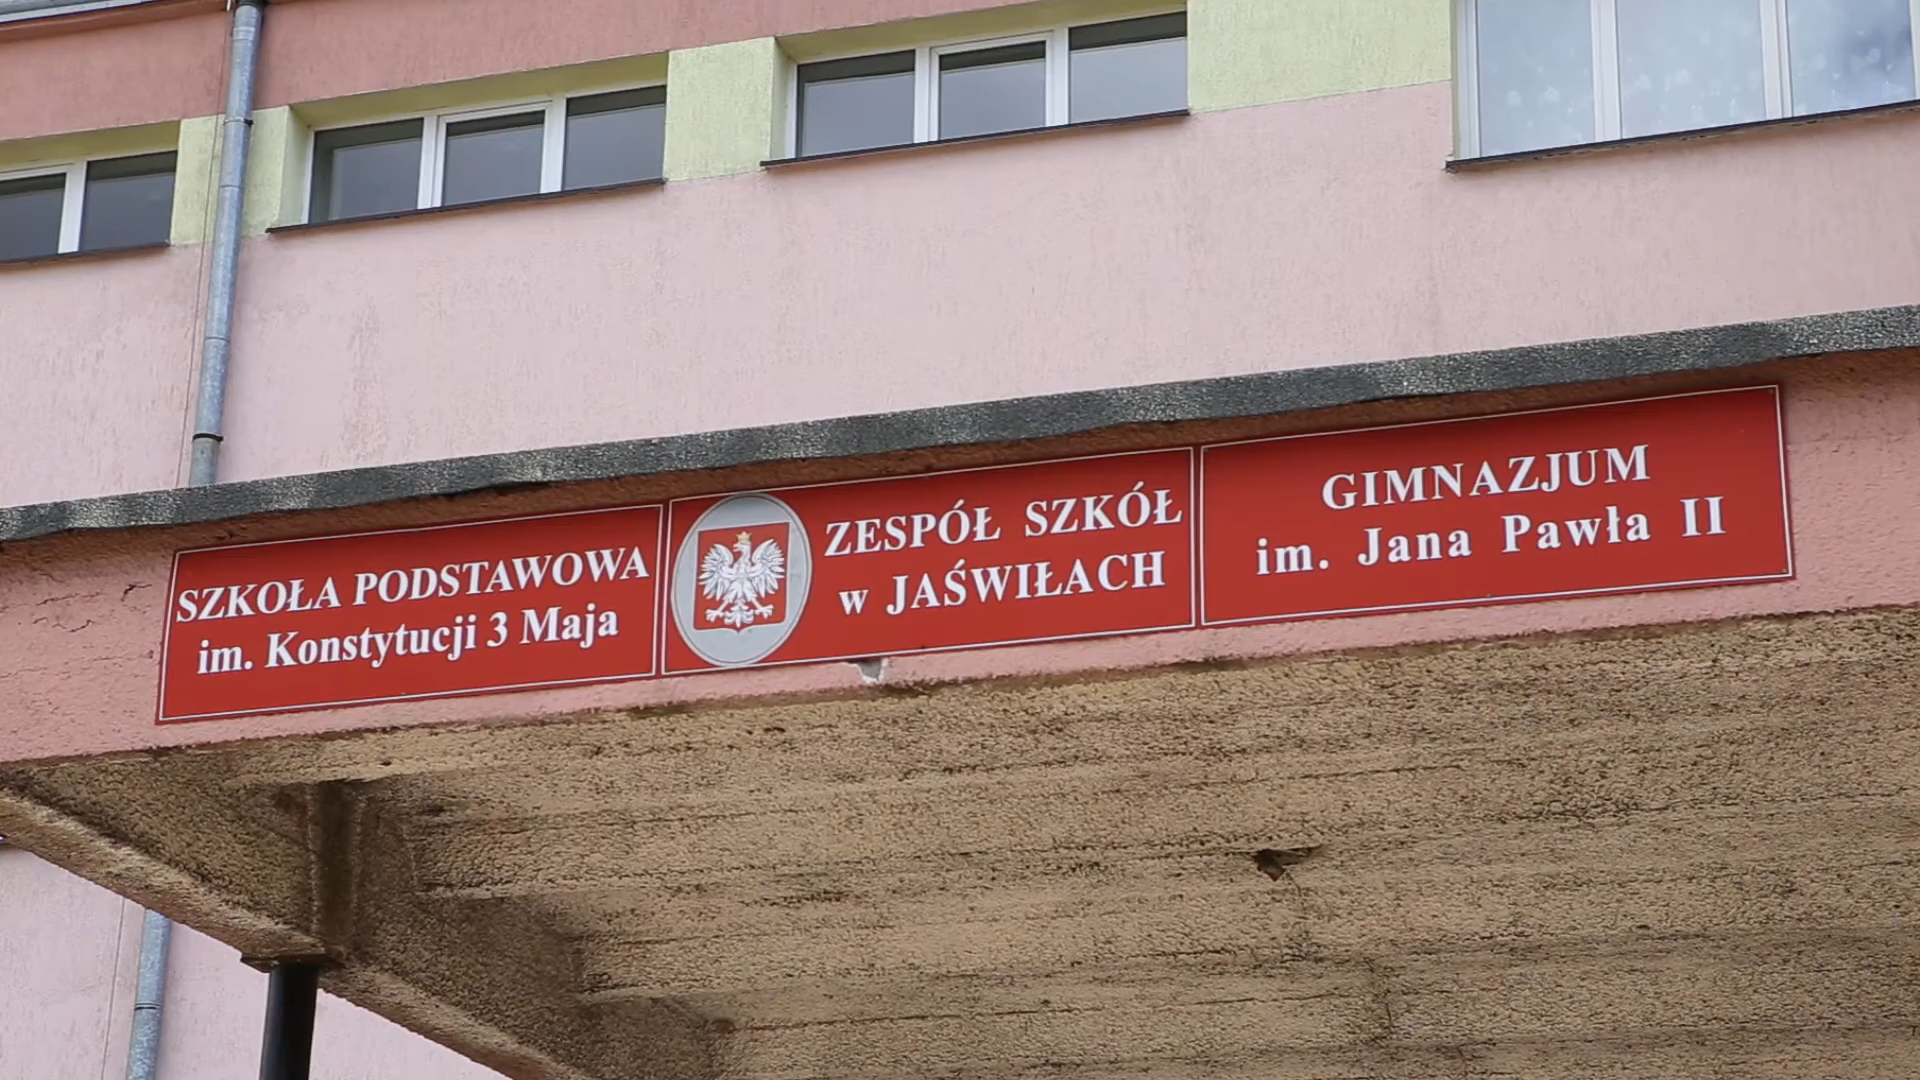 SZKOŁA PODSTAWOWA
im. Konstytucji 3 Maja
ZESPÓŁ SZKÓŁ
w JAŚWIŁACH
GIMNAZJUM
im. Jana Pawła II